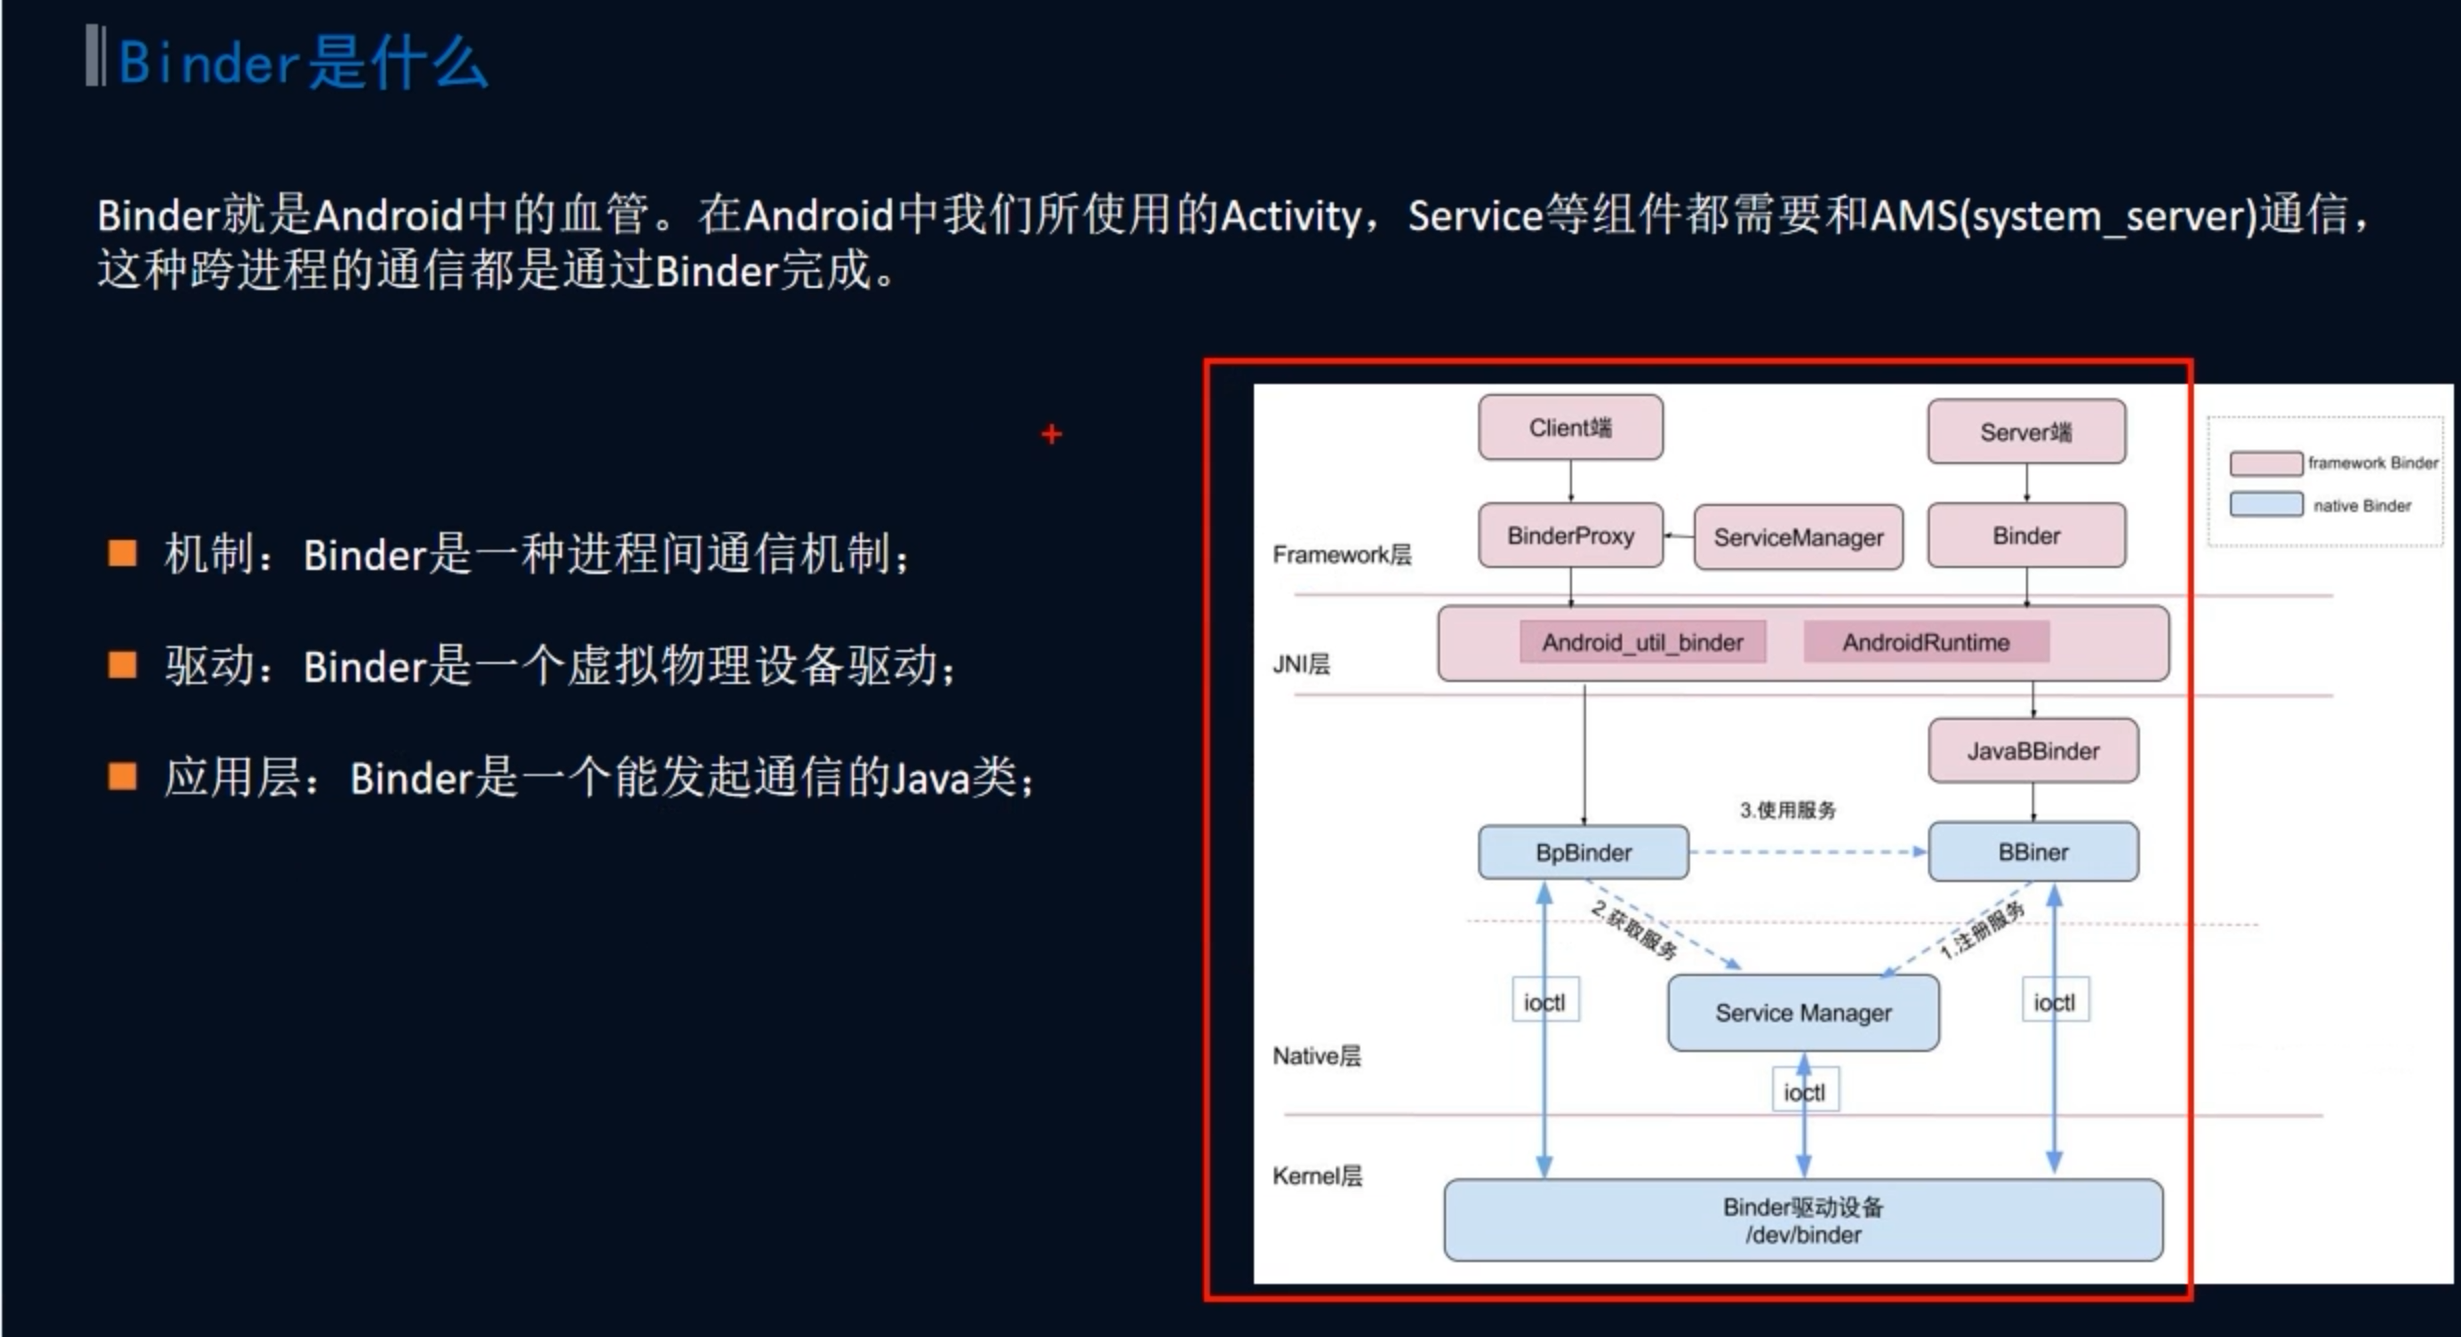 Binder是什么
Binder就是Android中的血管。在Android中我们所使用的Activity，Service等组件都需要和AMS(system_server)通信，
这种跨进程的通信都是通过Binder完成。
机制：Binder是一种进程间通信机制；
驱动：Binder是一个虚拟物理设备驱动；
应用层：Binder是一个能发起通信的Java类；
Client端
Server端
framework Binder
native Binder
BinderProxy
ServiceManager
Binder
Framework层
Android_util_binder
AndroidRuntime
JNI层
JavaBBinder
3.使用服务
BpBinder
BBiner
2.获取服务
1.注册服务
ioctl
Service Manager
ioctl
Native层
ioctl
Kernel层
Binder驱动设备
/dev/binder